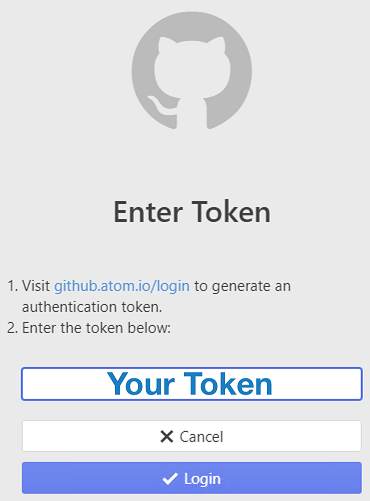 Enter Token
1. Visit github.atom.io/login to generate an
authentication token.
2. Enter the token below:
Your Token
Cancel
Login